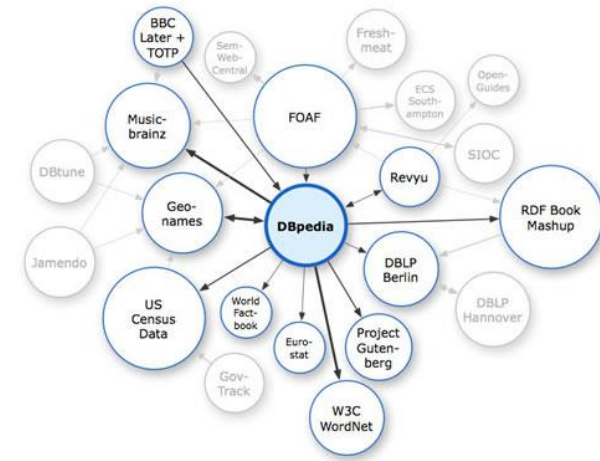 BBC
Later +
TOTP
Sem-
Web-
Central
Fresh-
meat
Open-
Guides
ECS
South-
ampton
FOAF
Music-
brainz
SIOC
DBtune
Revyu
Geo-
names
DBpedia
RDF Book
Mashup
Jamendo
DBLP
Berlin
US
Census
Data
World
Fact-
book
Euro-
stat
Project
Guten-
berg
DBLP
Hannover
Gov-
Track
W3C
WordNet